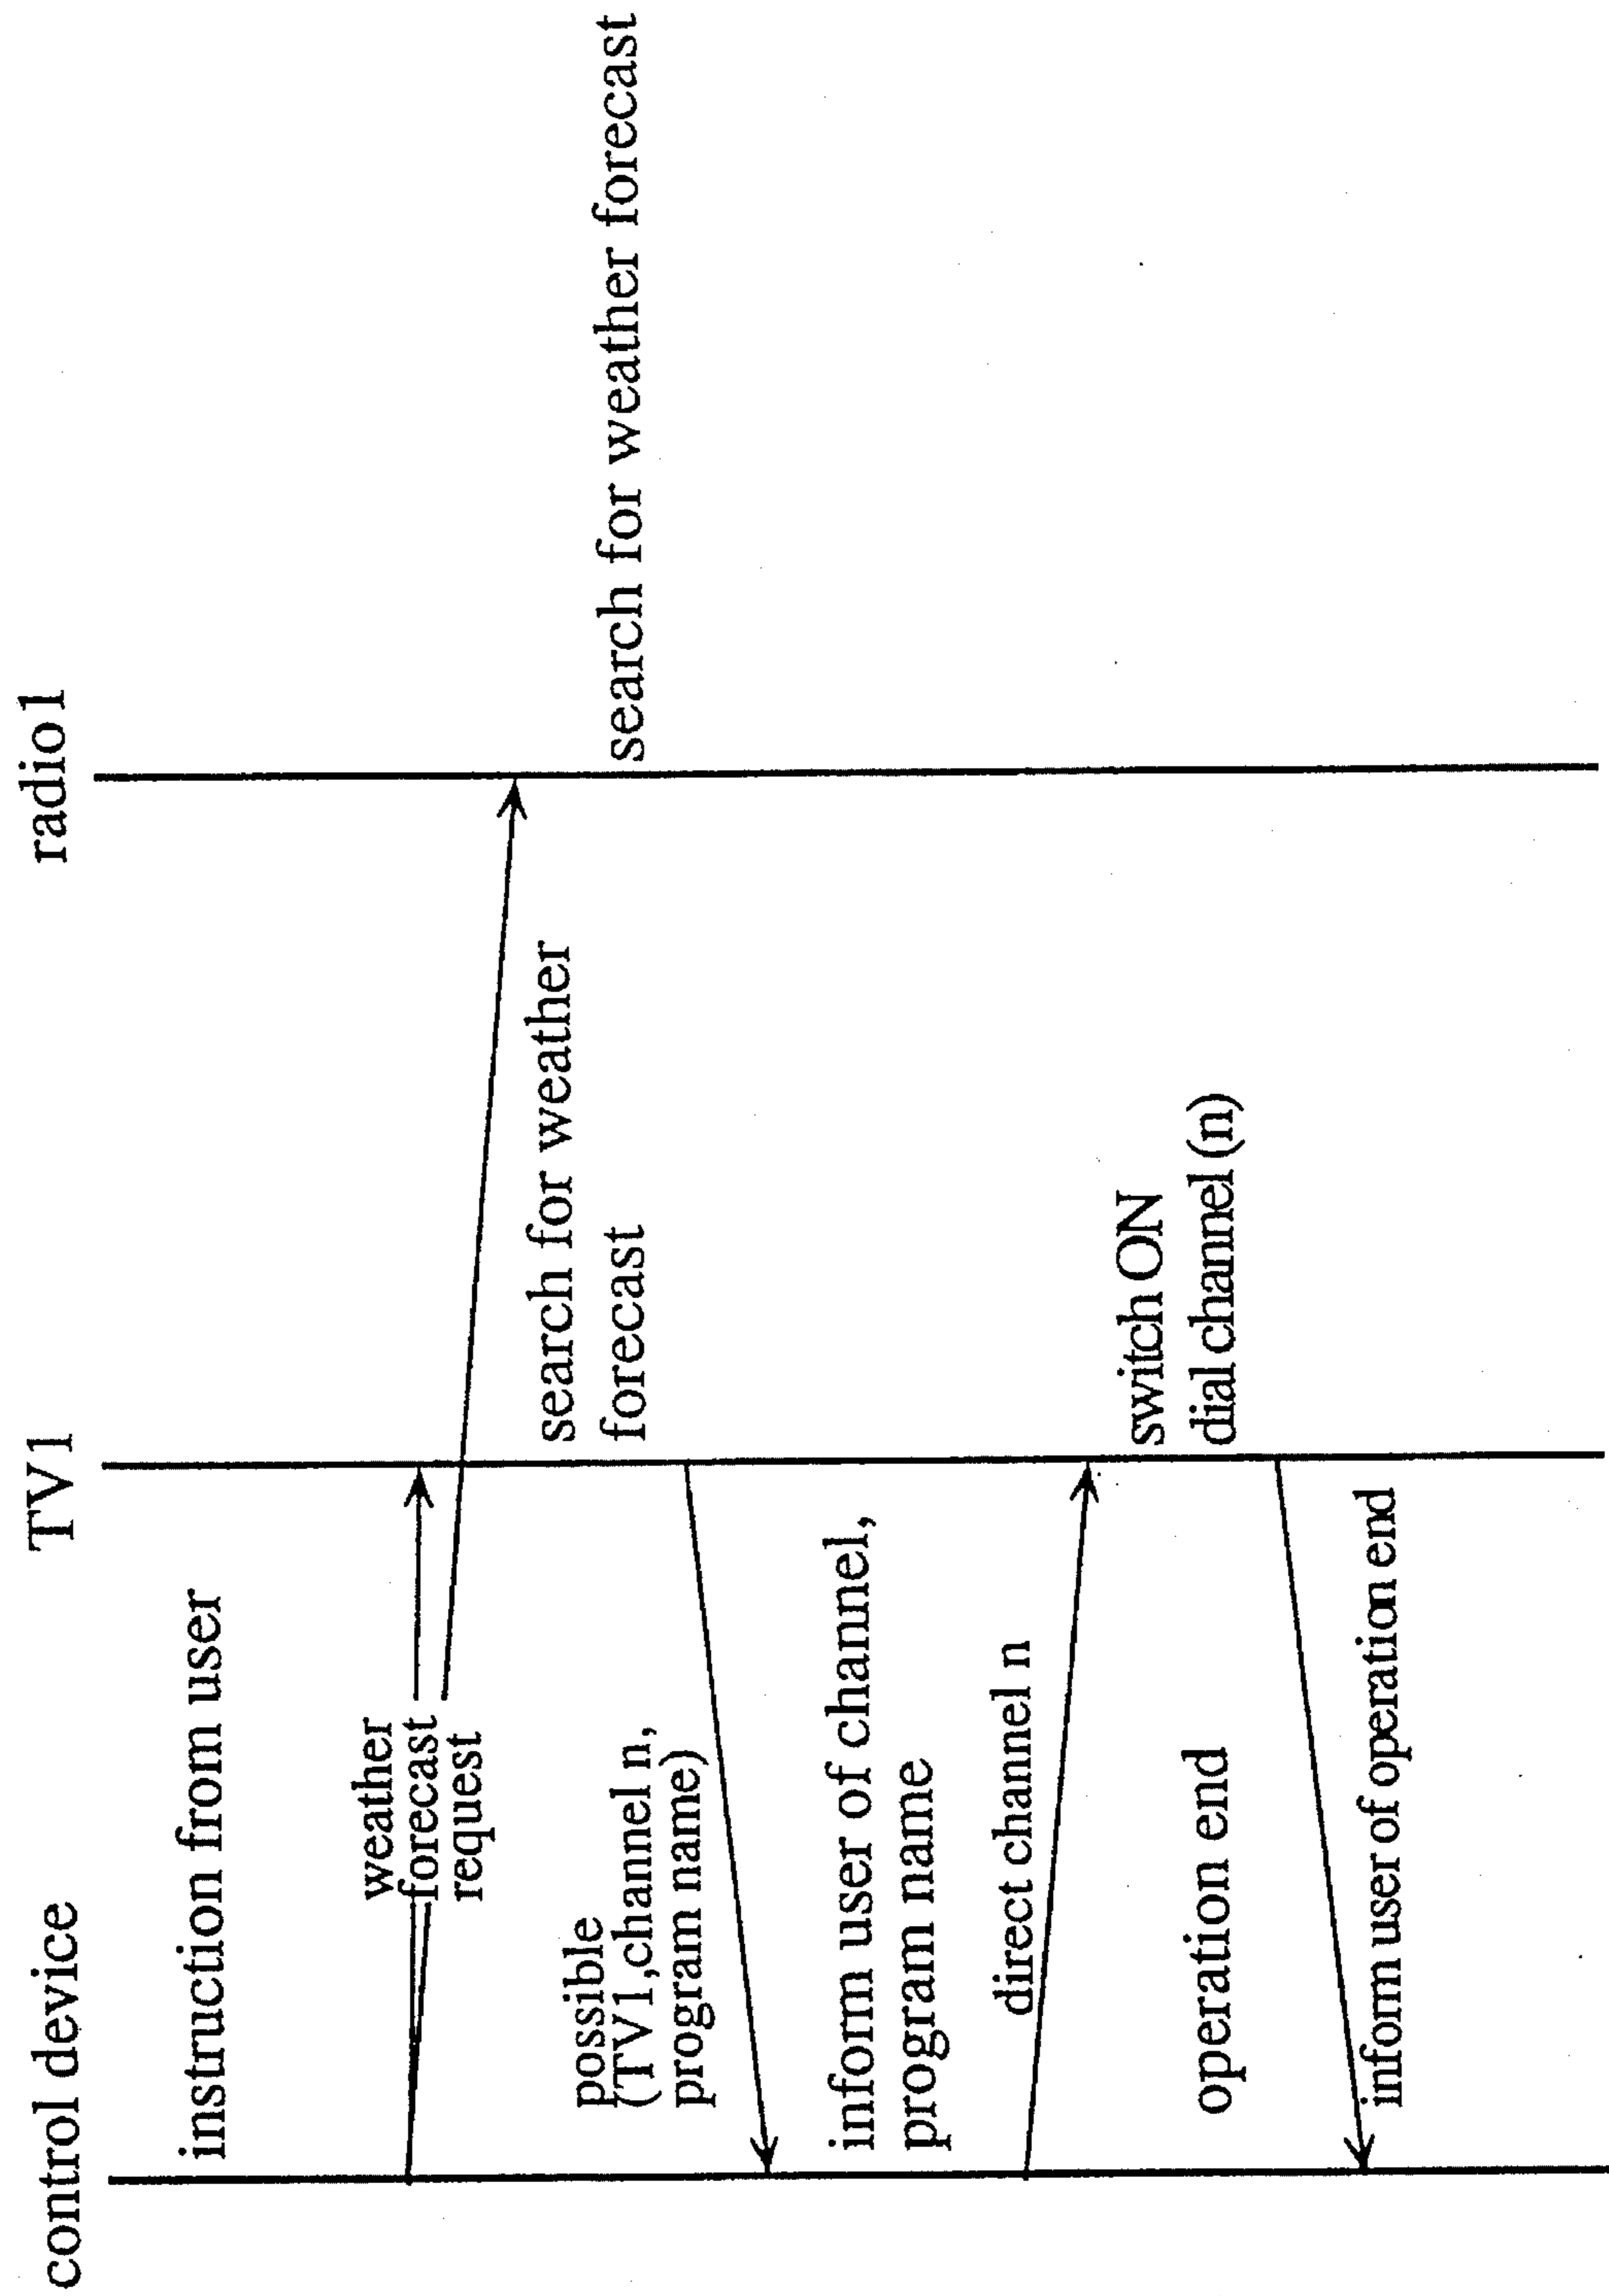 control device
TV1
radio1
instruction from user
weather
forecast
request
search for weather
forecast
search for weather forecast
possible
(TV1,channel n,
program name)
inform user of channel,
program name
direct channel n
switch ON
dial channel (n)
operation end
inform user of operation end